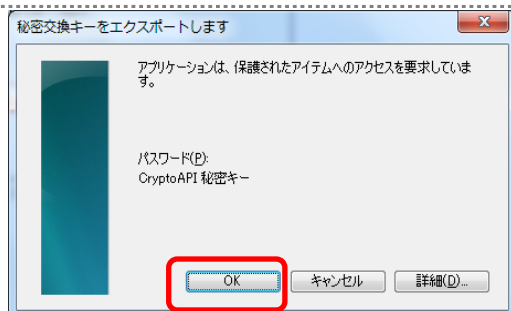 秘密交換キーをエクスポートします
アプリケーションは、保護されたアイテムへのアクセスを要求していま
す。
パスワード(P):
CryptoAPI 秘密キー
OK キャンセル 詳細(D)...